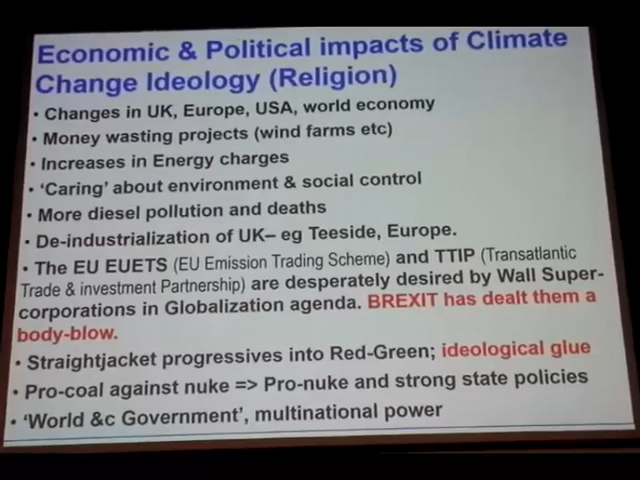 Economic & Political impacts of Climate
Change Ideology (Religion)
• Changes in UK, Europe, USA, world economy
• Money wasting projects (wind farms etc)
• Increases in Energy charges
• ‘Caring’ about environment & social control
• More diesel pollution and deaths
• De-industrialization of UK– eg Teeside, Europe.
• The EU EUETS (EU Emission Trading Scheme) and TTIP (Transatlantic
Trade & investment Partnership) are desperately desired by Wall Super-
corporations in Globalization agenda. BREXIT has dealt them a
body-blow.
• Straightjacket progressives into Red-Green; ideological glue
• Pro-coal against nuke => Pro-nuke and strong state policies
• ‘World &c Government’, multinational power